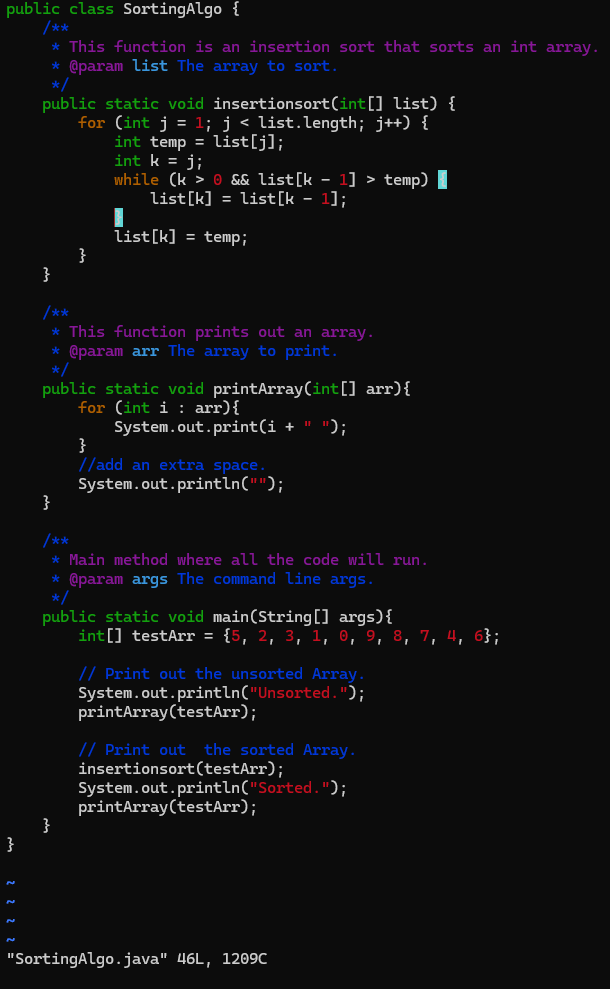 public class SortingAlgo {
    /**
     * This function is an insertion sort that sorts an int array.
     * @param list The array to sort.
     */
    public static void insertionsort(int[] list) {
        for (int j = 1; j < list.length; j++) {
            int temp = list[j];
            int k = j;
            while (k > 0 && list[k - 1] > temp) {
                list[k] = list[k - 1];
            }
            list[k] = temp;
        }
    }

    /**
     * This function prints out an array.
     * @param arr The array to print.
     */
    public static void printArray(int[] arr){
        for (int i : arr){
            System.out.print(i + " ");
        }
        //add an extra space.
        System.out.println("");
    }

    /**
     * Main method where all the code will run.
     * @param args The command line args.
     */
    public static void main(String[] args){
        int[] testArr = {5, 2, 3, 1, 0, 9, 8, 7, 4, 6};

        // Print out the unsorted Array.
        System.out.println("Unsorted.");
        printArray(testArr);

        // Print out  the sorted Array.
        insertionsort(testArr);
        System.out.println("Sorted.");
        printArray(testArr);
    }
}

~
~
~
~
"SortingAlgo.java" 46L, 1209C